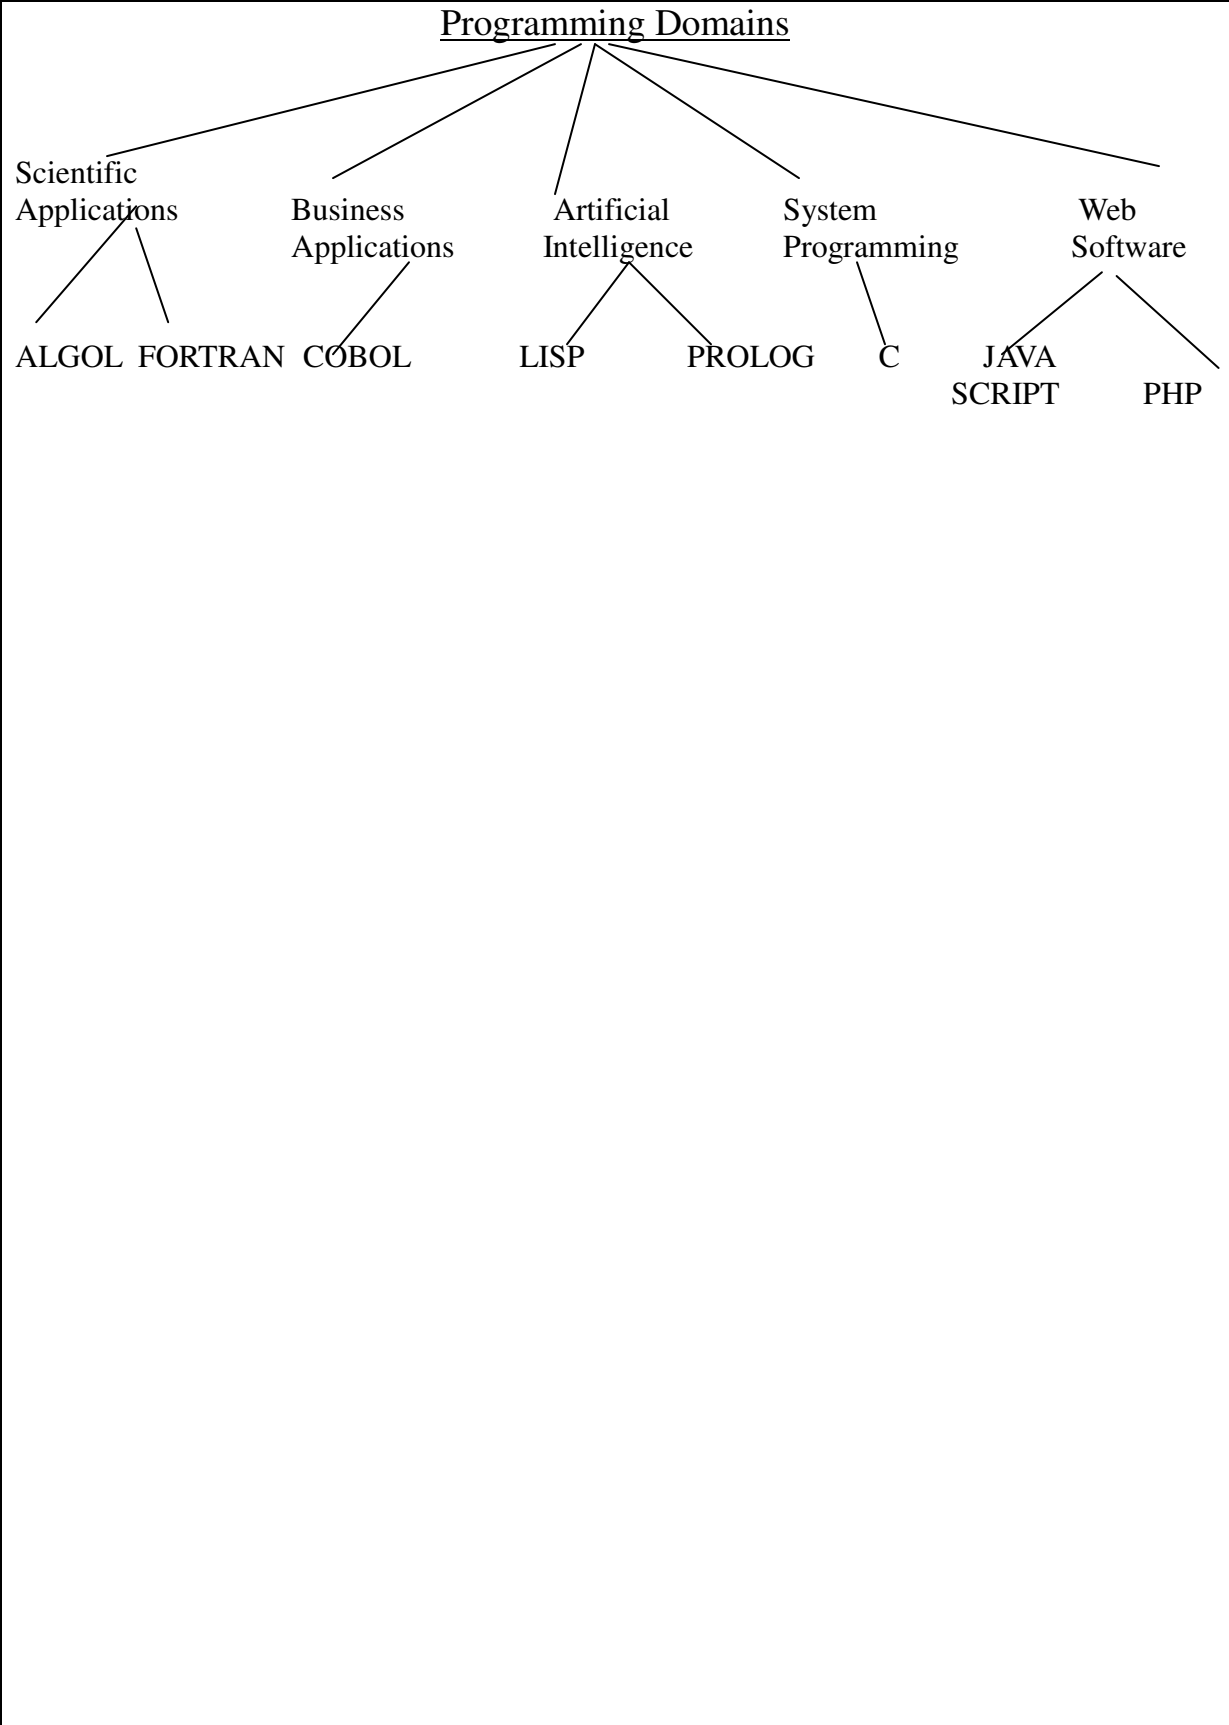 Programming Domains
Scientific
Applications Business Artificial System Web
Applications Intelligence Programming Software
ALGOL FORTRAN COBOL LISP PROLOG C JAVA
SCRIPT PHP